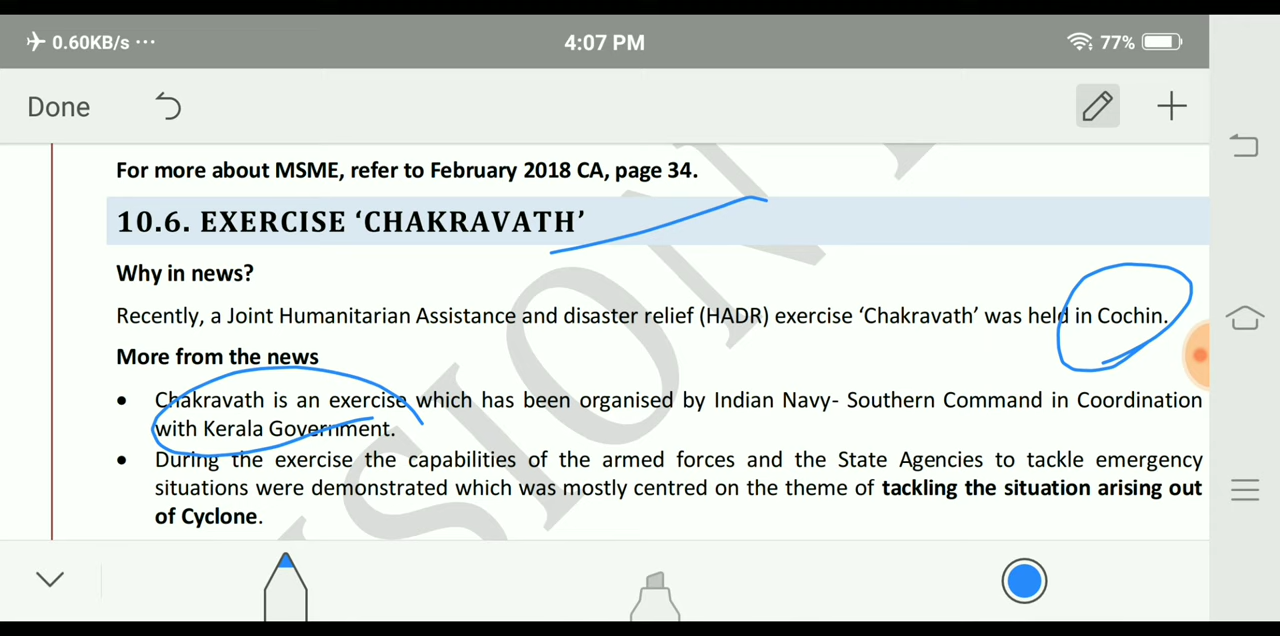 0.60KB/s ···
4:07 PM
77%
Done
For more about MSME, refer to February 2018 CA, page 34.
10.6. EXERCISE ‘CHAKRAVATH’
Why in news?
Recently, a Joint Humanitarian Assistance and disaster relief (HADR) exercise ‘Chakravath’ was held in Cochin.
More from the news
• Chakravath is an exercise which has been organised by Indian Navy- Southern Command in Coordination
with Kerala Government.
• During the exercise the capabilities of the armed forces and the State Agencies to tackle emergency
situations were demonstrated which was mostly centred on the theme of tackling the situation arising out
of Cyclone.